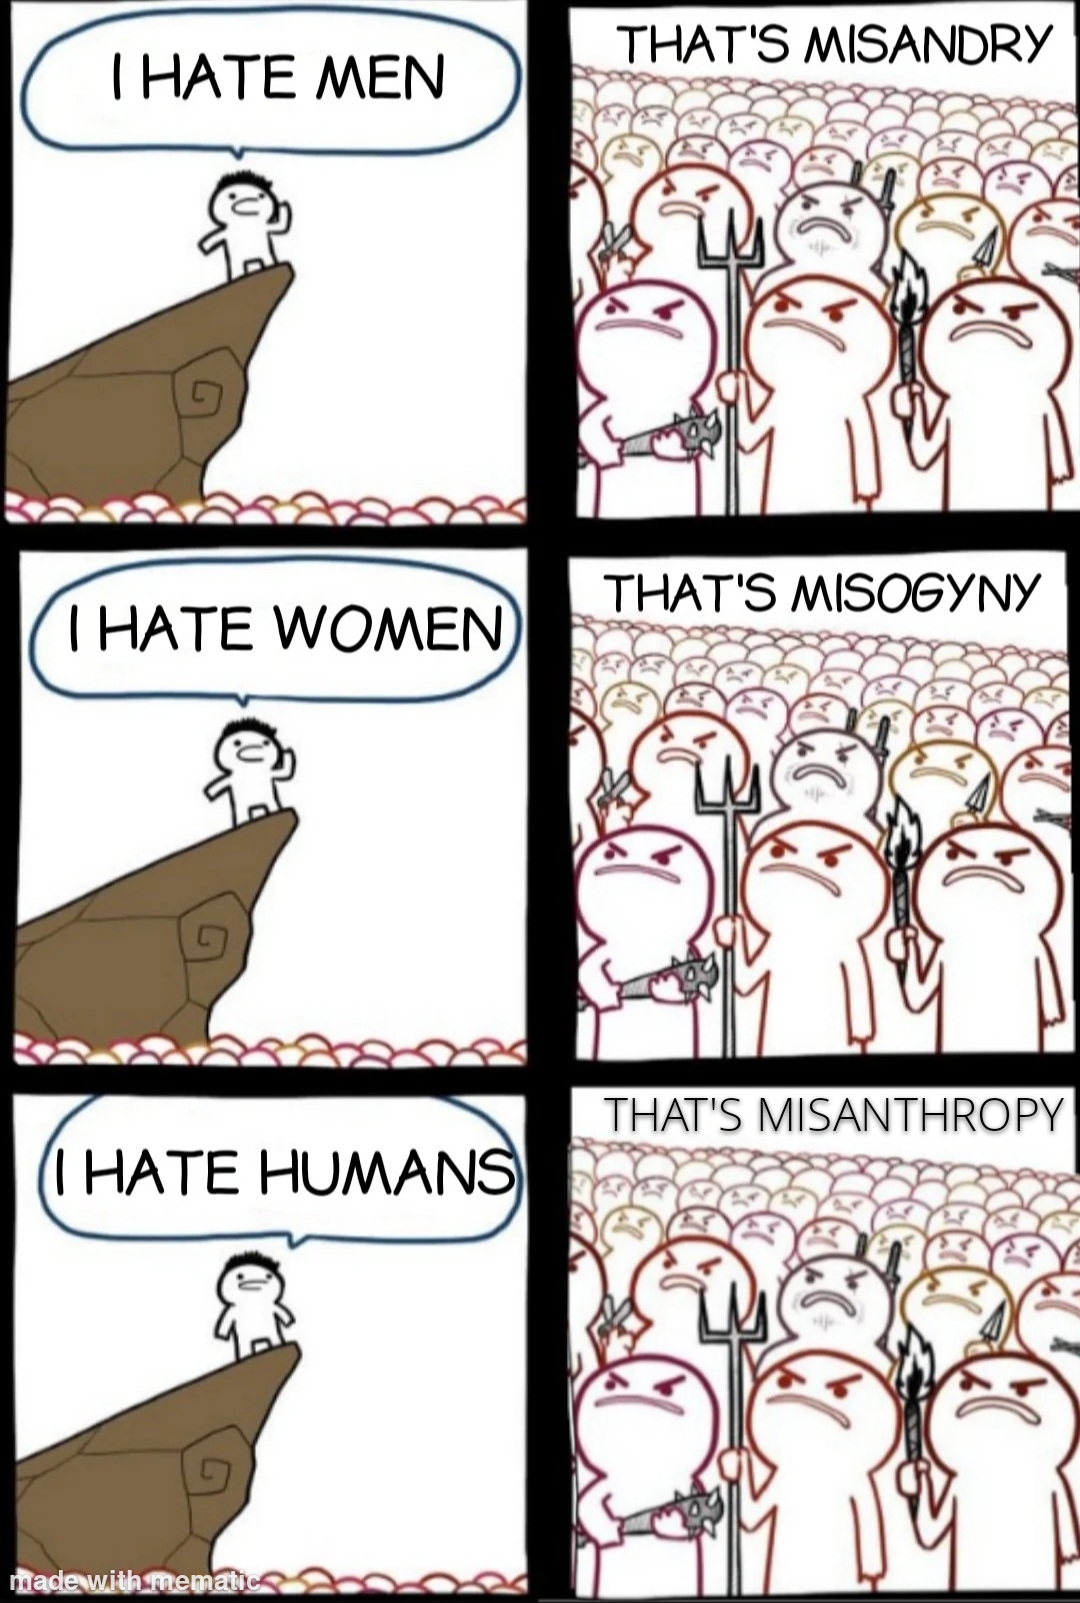 I HATE MEN
THAT'S MISANDRY
I HATE WOMEN
THAT'S MISOGYNY
I HATE HUMANS
THAT'S MISANTHROPY
made with mematic